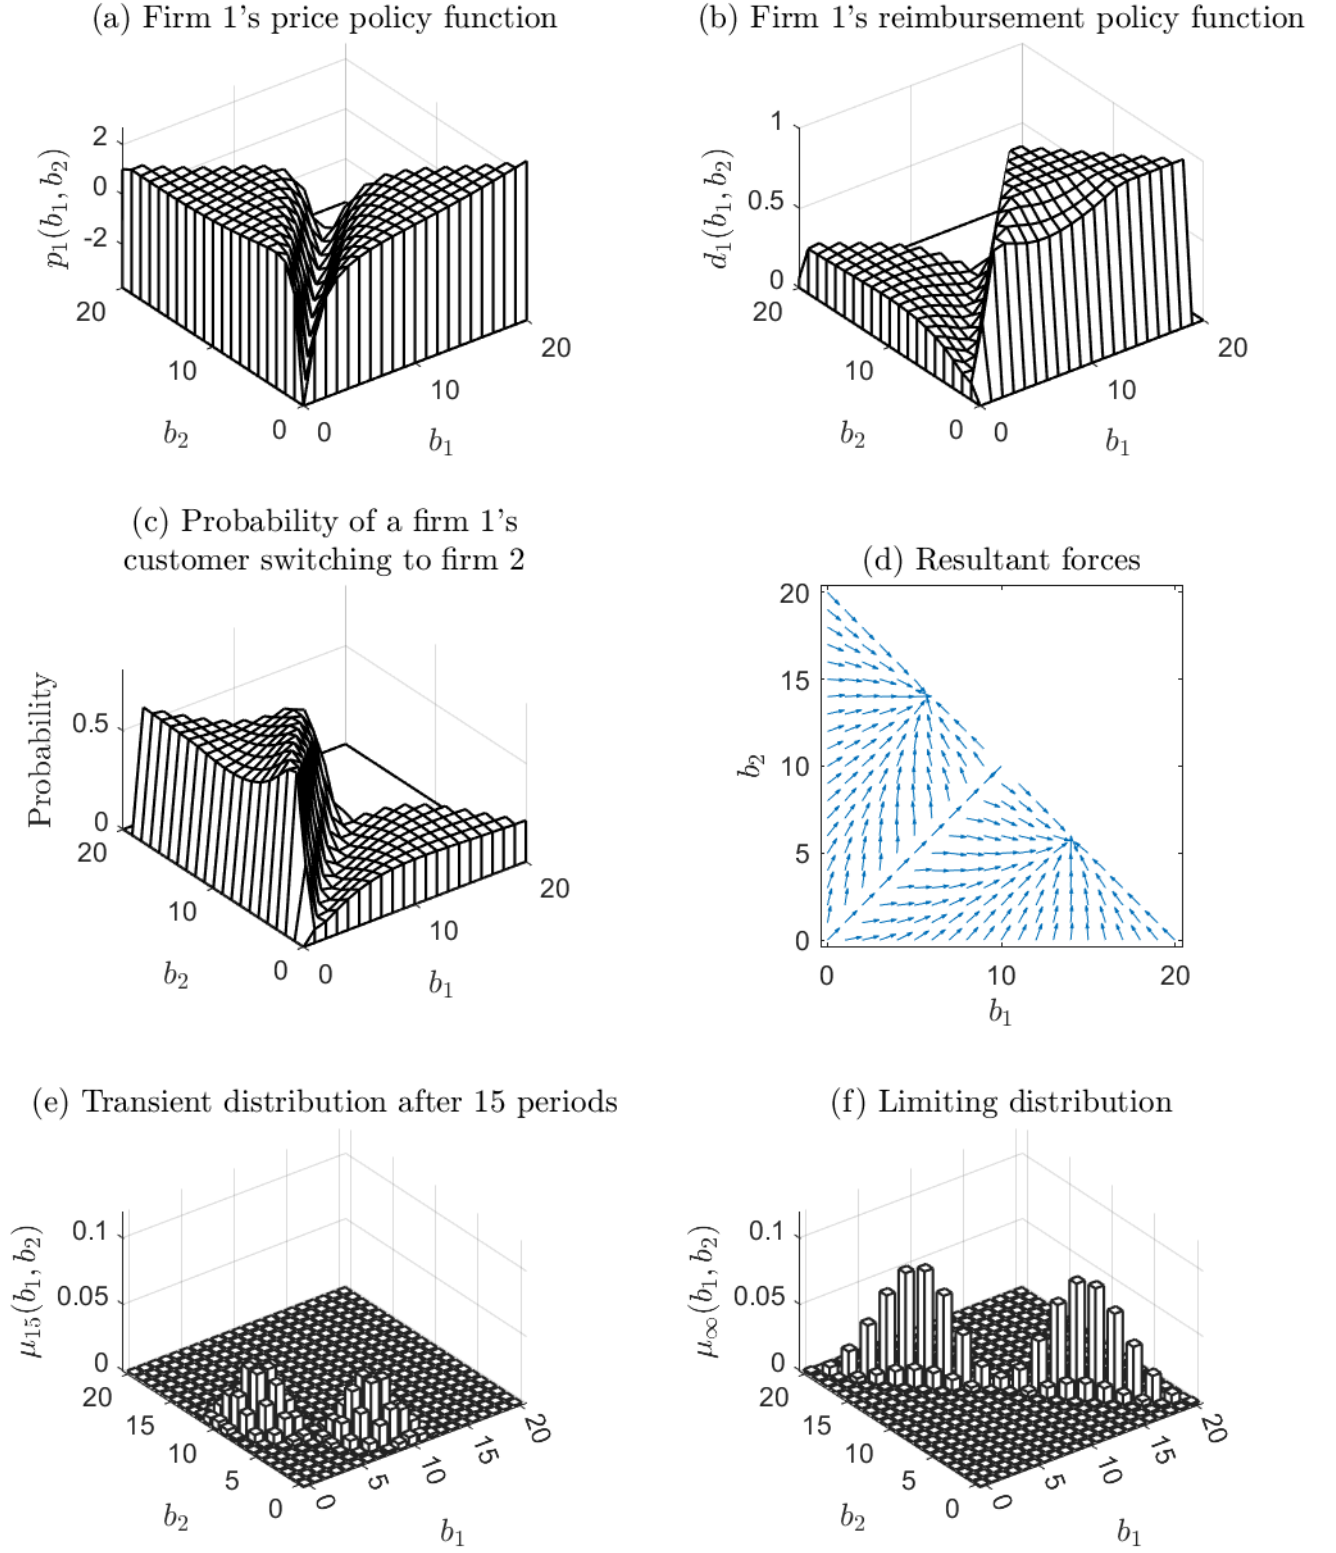 (a) Firm 1's price policy function
(b) Firm 1's reimbursement policy function
2
0
-2
p₁(b₁, b₂)
20
10
0
b₂
0
10
20
b₁
1
0.5
0
d₁(b₁, b₂)
20
10
0
b₂
0
10
20
b₁
(c) Probability of a firm 1's
customer switching to firm 2
Probability
0.5
0
20
10
0
b₂
0
10
20
b₁
(d) Resultant forces
20
15
10
5
0
b₂
0
10
20
b₁
(e) Transient distribution after 15 periods
0.1
0.05
0
μ₁₅(b₁, b₂)
20
15
10
5
0
b₂
0
5
10
15
20
b₁
(f) Limiting distribution
0.1
0.05
0
μ∞(b₁, b₂)
20
15
10
5
0
b₂
0
5
10
15
20
b₁